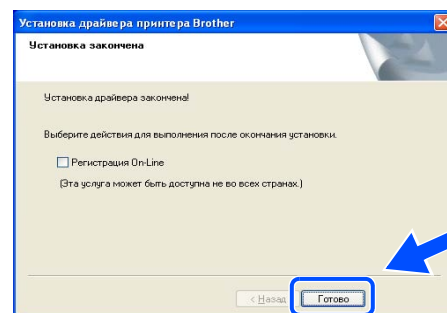 Установка драйвера принтера Brother
Установка закончена
Установка драйвера закончена!
Выберите действия для выполнения после окончания установки.
Регистрация On-Line
(Эта услуга может быть доступна не во всех странах.)
< Назад
Готово